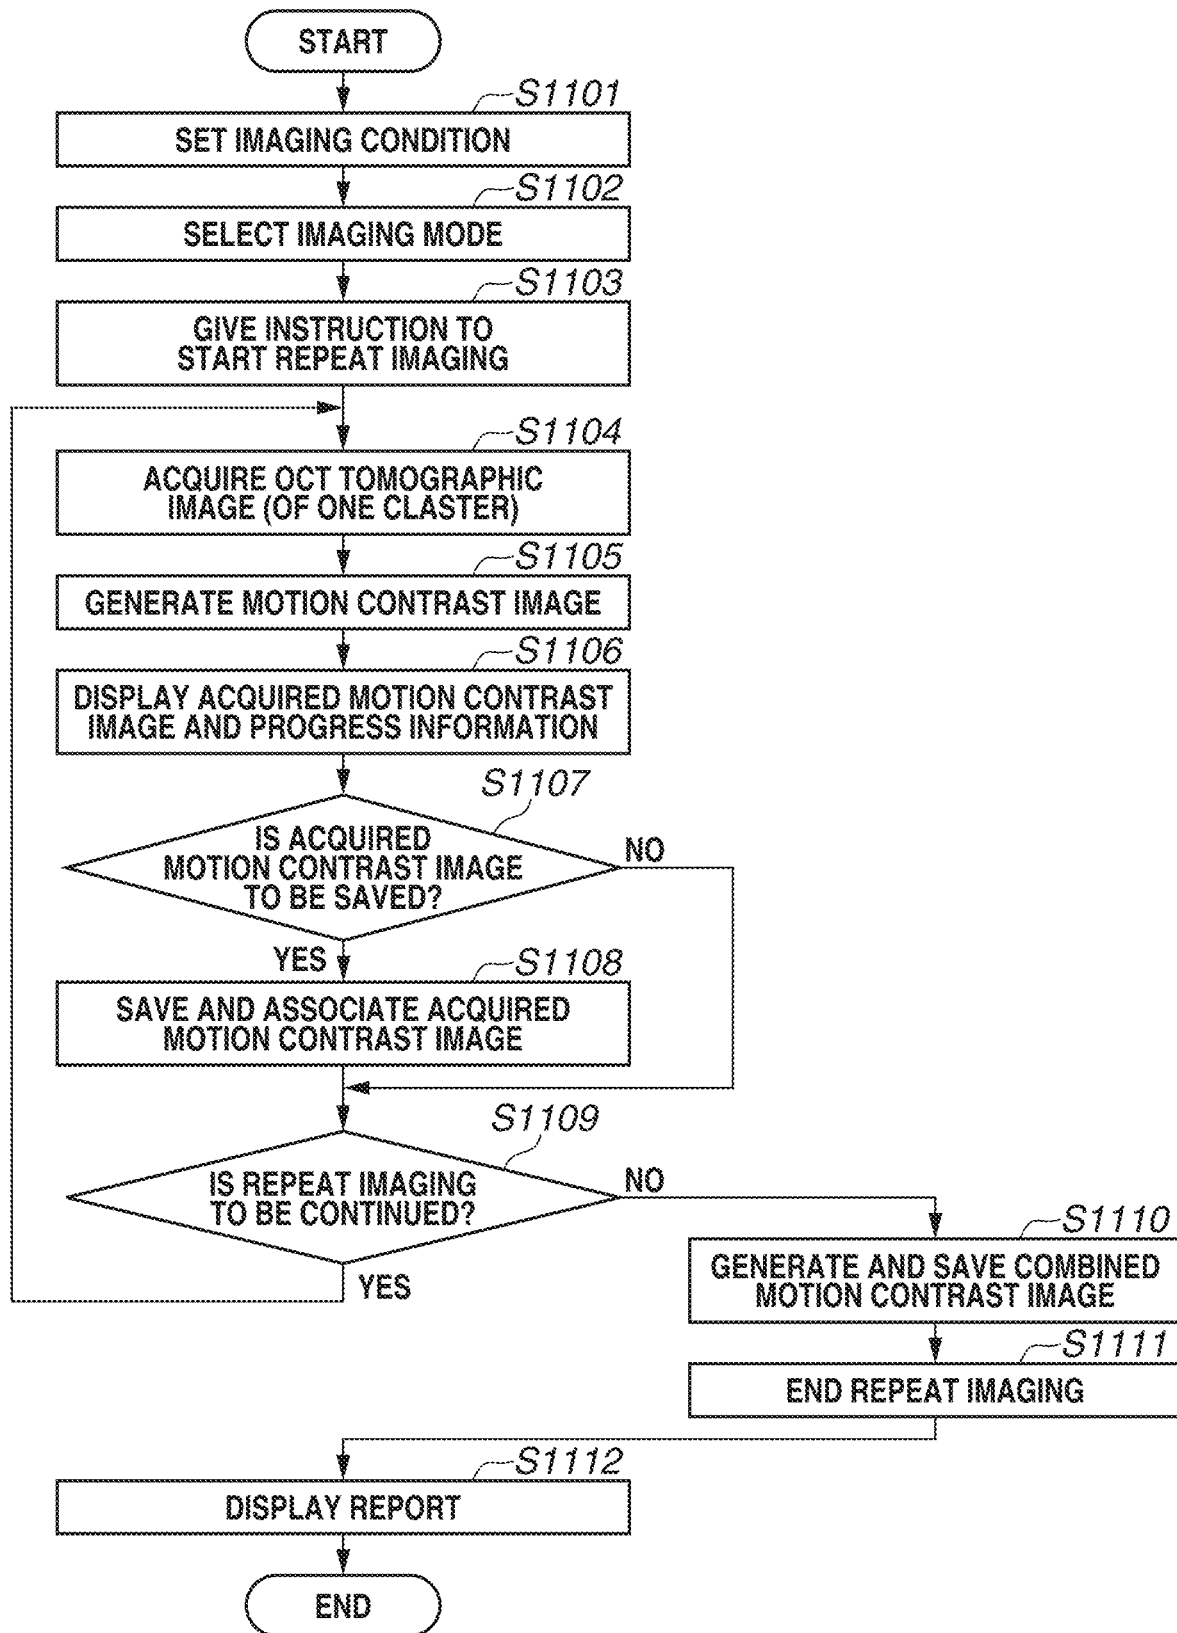 START
S1101
SET IMAGING CONDITION
S1102
SELECT IMAGING MODE
S1103
GIVE INSTRUCTION TO
START REPEAT IMAGING
S1104
ACQUIRE OCT TOMOGRAPHIC
IMAGE (OF ONE CLASTER)
S1105
GENERATE MOTION CONTRAST IMAGE
S1106
DISPLAY ACQUIRED MOTION CONTRAST
IMAGE AND PROGRESS INFORMATION
S1107
IS ACQUIRED
MOTION CONTRAST IMAGE
TO BE SAVED?
NO
YES
S1108
SAVE AND ASSOCIATE ACQUIRED
MOTION CONTRAST IMAGE
S1109
IS REPEAT IMAGING
TO BE CONTINUED?
NO
YES
S1110
GENERATE AND SAVE COMBINED
MOTION CONTRAST IMAGE
S1111
END REPEAT IMAGING
S1112
DISPLAY REPORT
END